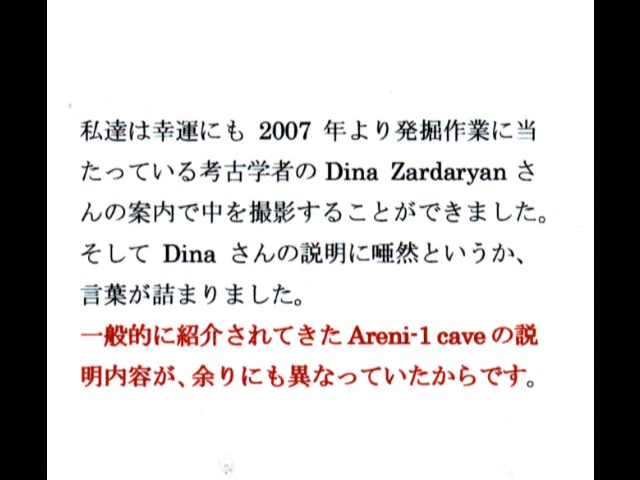 私達は幸運にも 2007 年より発掘作業に当
たっている考古学者の Dina Zardaryan さ
んの案内で中を撮影することができました。
そして Dina さんの説明に唖然というか、
言葉が詰まりました。
一般的に紹介されてきた Areni-1 cave の説
明内容が、余りにも異なっていたからです。